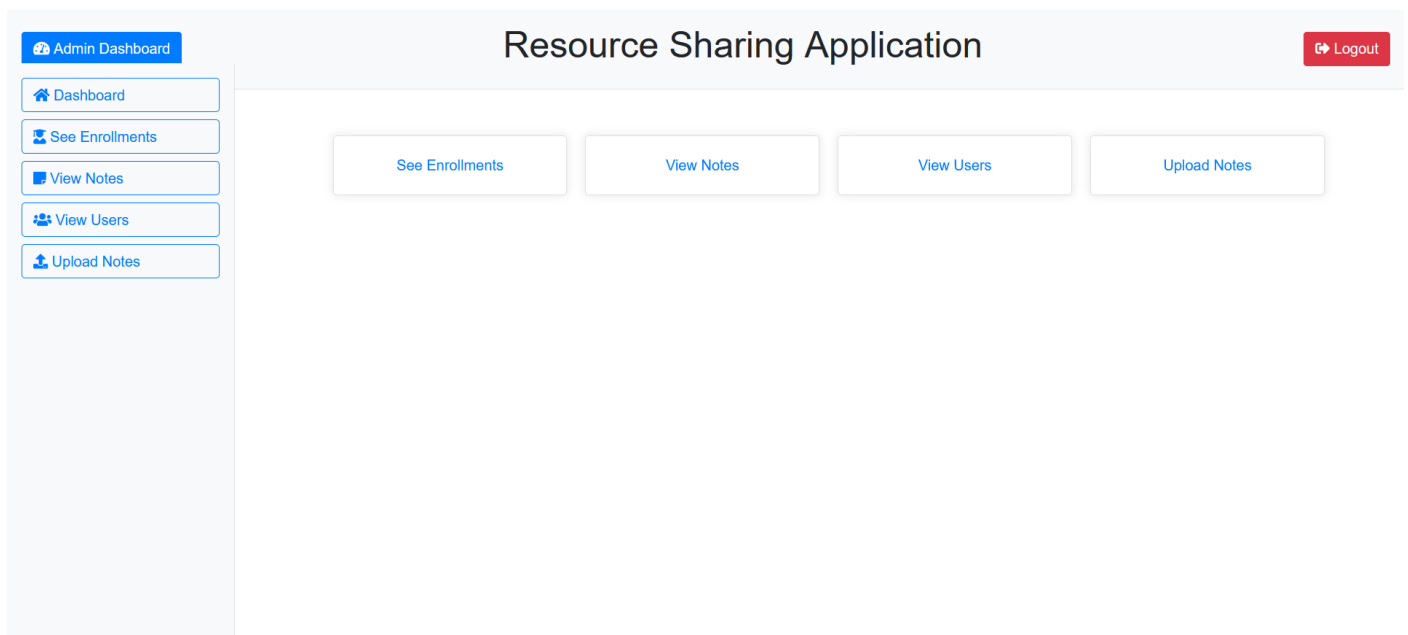 Admin Dashboard
Resource Sharing Application
Logout
Dashboard
See Enrollments
View Notes
View Users
Upload Notes
See Enrollments
View Notes
View Users
Upload Notes